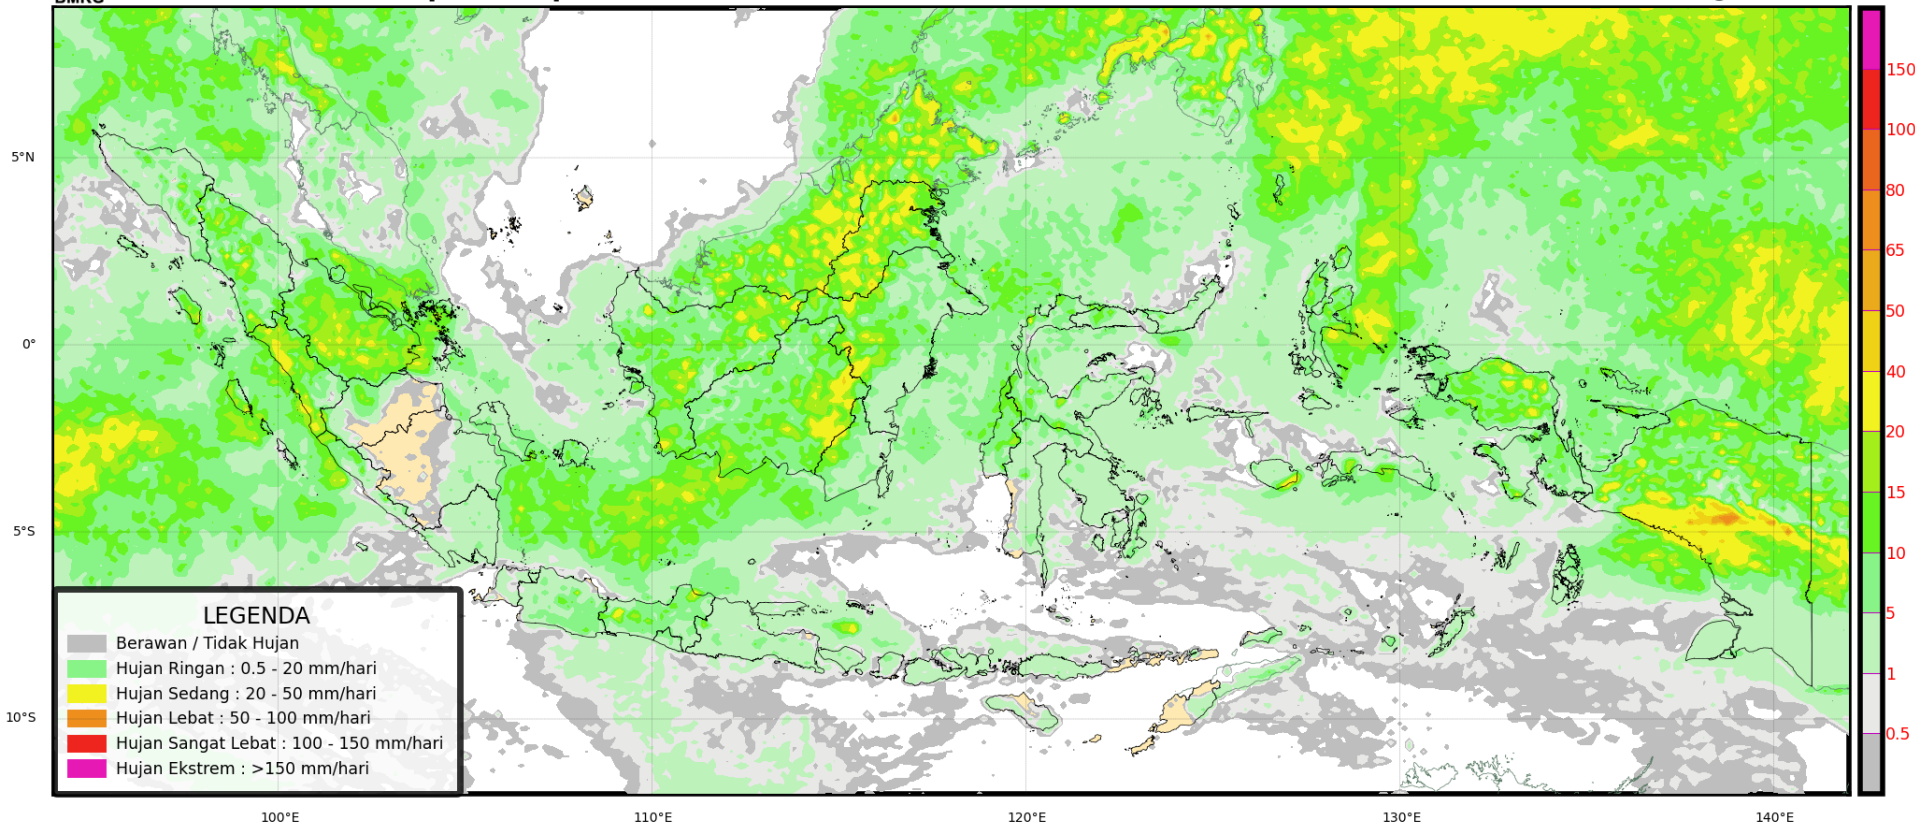 150
100
5°N
80
65
50
0°
40
20
15
5°S
10
5
LEGENDA
Berawan / Tidak Hujan
Hujan Ringan : 0.5 - 20 mm/hari
1
Hujan Sedang : 20 - 50 mm/hari
10°S
Hujan Lebat : 50 - 100 mm/hari
0.5
Hujan Sangat Lebat : 100 - 150 mm/hari
Hujan Ekstrem : >150 mm/hari
100°E 110°E 120°E 130°E 140°E